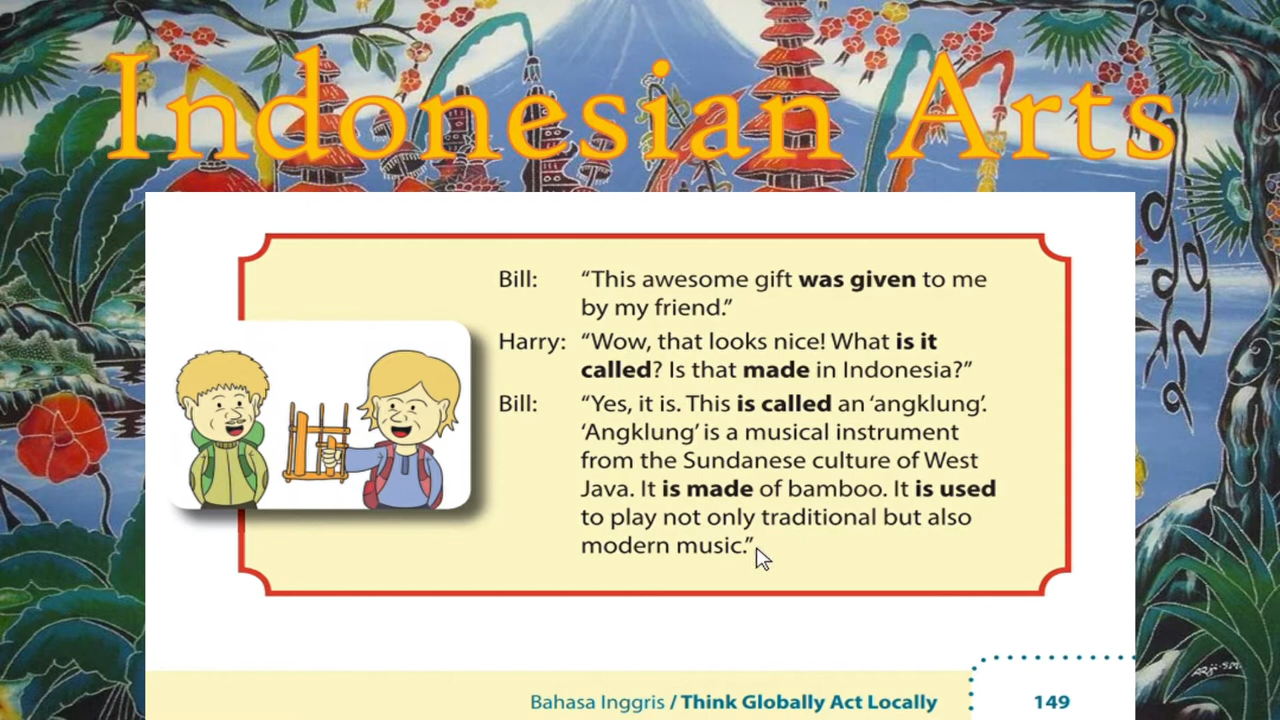 Indonesian Arts
Bill: “This awesome gift was given to me
by my friend.”
Harry: “Wow, that looks nice! What is it
called? Is that made in Indonesia?”
Bill: “Yes, it is. This is called an ‘angklung’.
‘Angklung’ is a musical instrument
from the Sundanese culture of West
Java. It is made of bamboo. It is used
to play not only traditional but also
modern music.”
Bahasa Inggris / Think Globally Act Locally 149